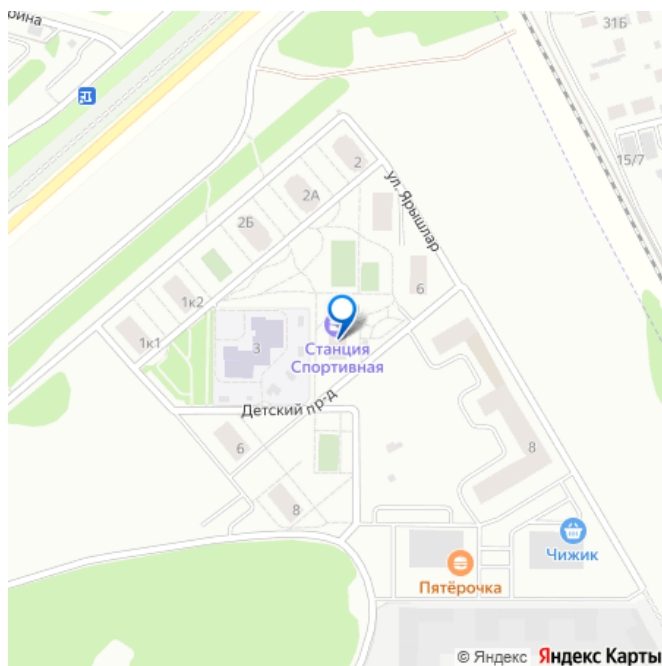 рина
31Б
15/7
2
2А
2Б
ул. Ярышлар
6
1к2
1к1
3
Станция
Спортивная
Детский пр-д
6
8
8
Чижик
Пятёрочка
© Яндекс Яндекс Карты